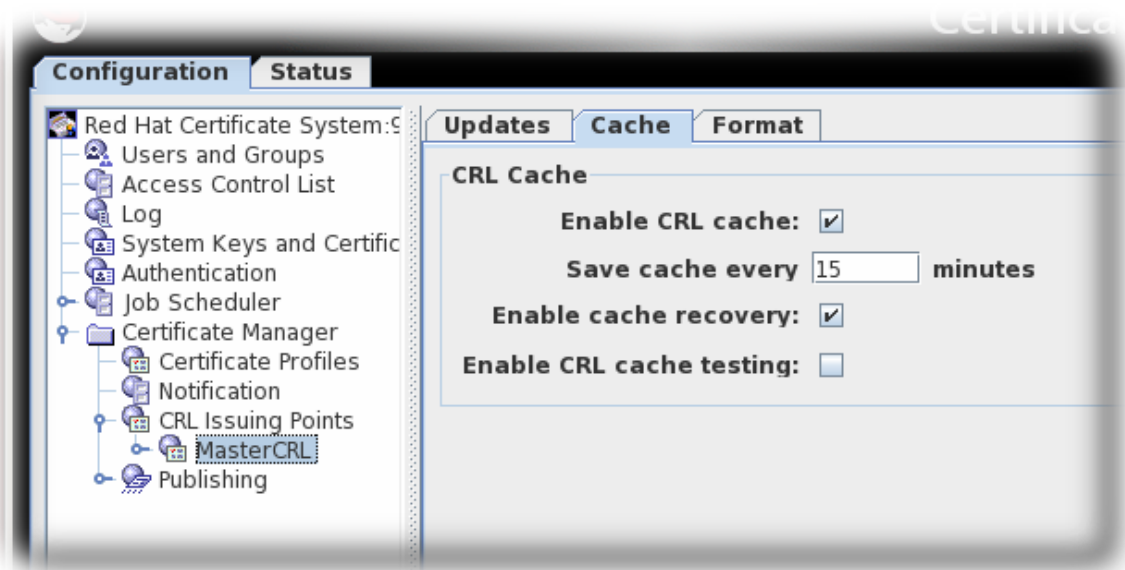 Configuration Status
Red Hat Certificate System:9
Users and Groups
Access Control List
Log
System Keys and Certific
Authentication
Job Scheduler
Certificate Manager
Certificate Profiles
Notification
CRL Issuing Points
MasterCRL
Publishing
Updates Cache Format
CRL Cache
Enable CRL cache:
Save cache every 15 minutes
Enable cache recovery:
Enable CRL cache testing: